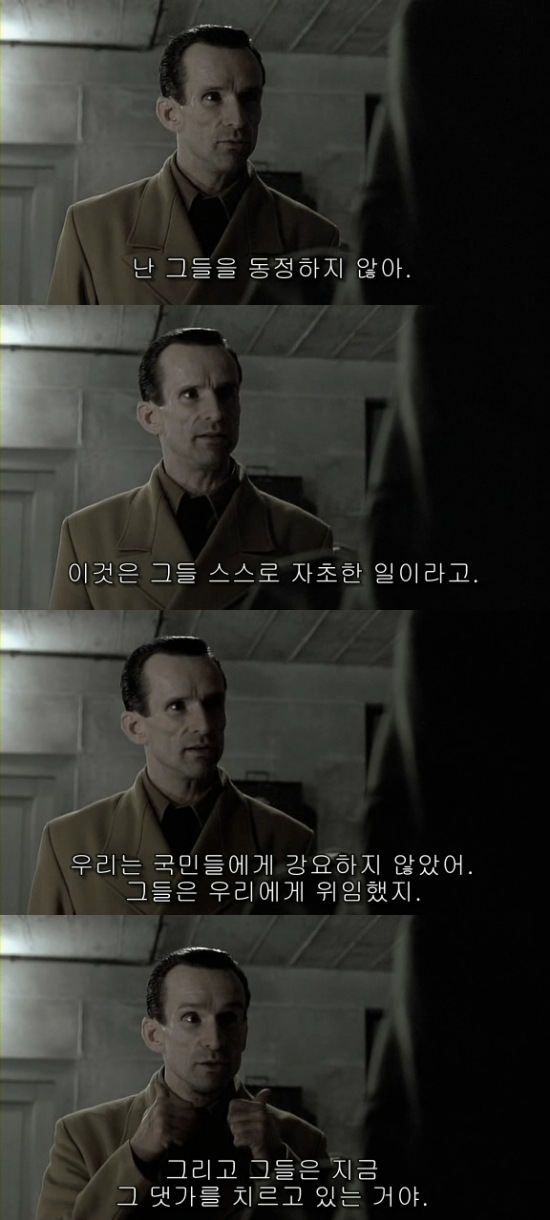 난 그들을 동정하지 않아.
이것은 그들 스스로 자초한 일이라고.
우리는 국민들에게 강요하지 않았어.
그들은 우리에게 위임했지.
그리고 그들은 지금
그 댓가를 치르고 있는 거야.